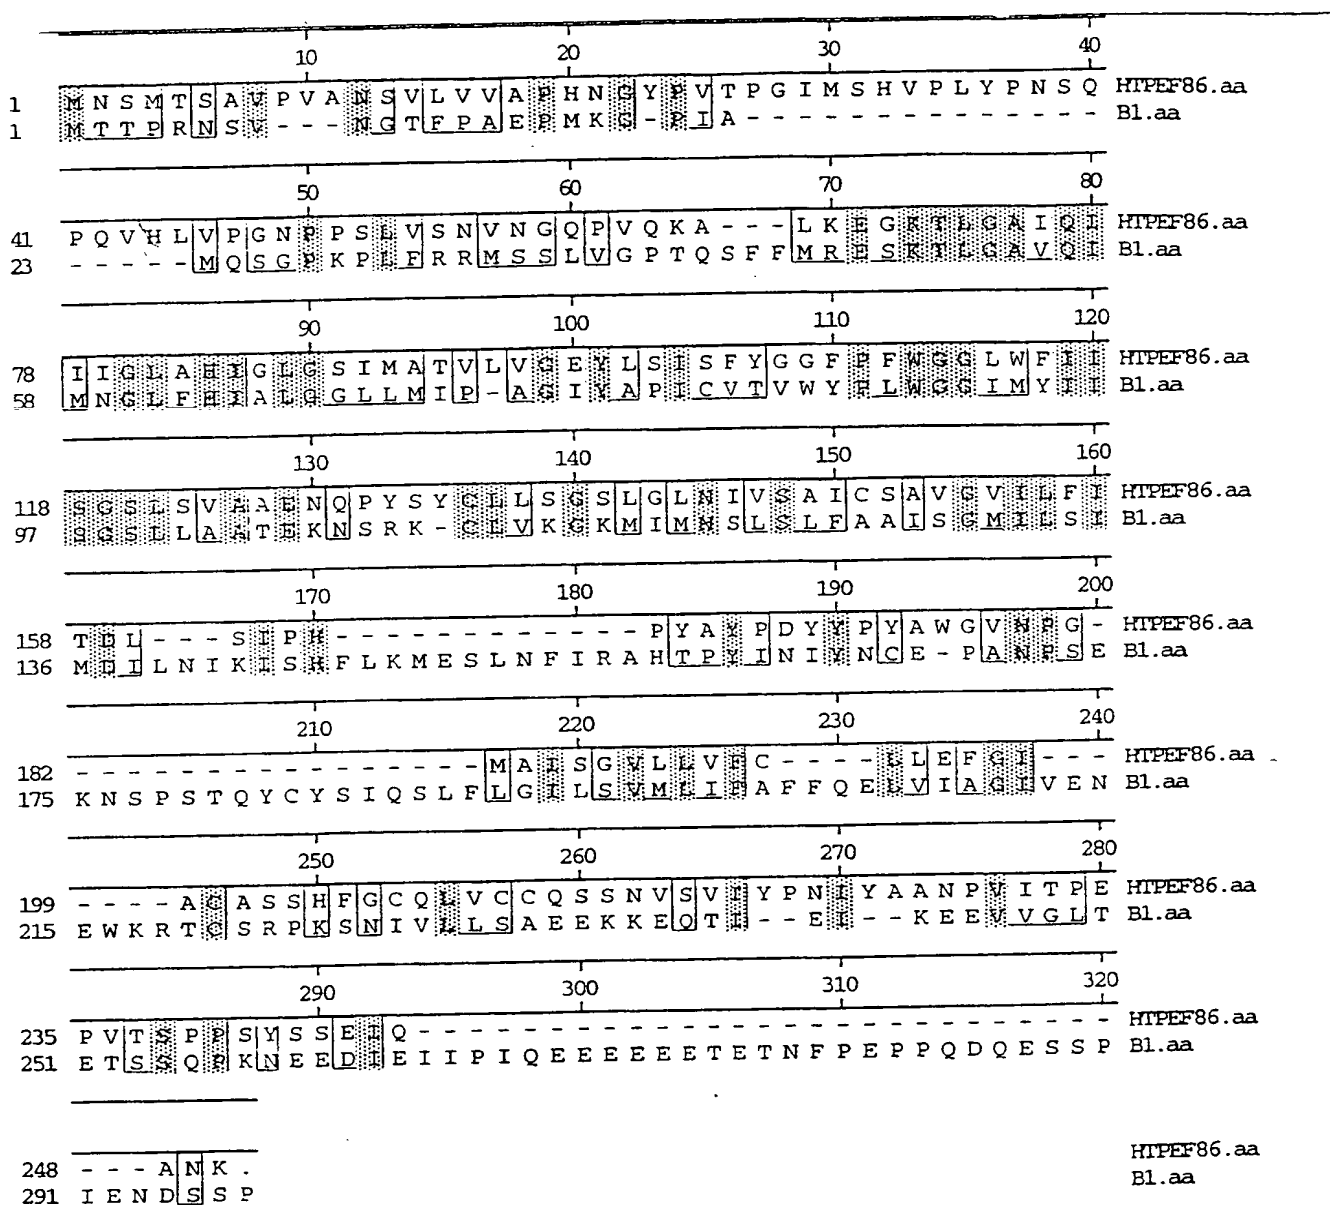 10 20 30 40
1 M N S M T S A V P V A N S V L V V A P H N G Y P V T P G I M S H V P L Y P N S Q HTPEF86.aa
1 M T T P R N S V - - - N G T F P A E P M K G - P I A - - - - - - - - - - - - - - B1.aa
50 60 70 80
41 P Q V H L V P G N P P S L V S N V N G Q P V Q K A - - - L K E G K T L G A I Q I HTPEF86.aa
23 - - - - - M Q S G P K P L F R R M S S L V G P T Q S F F M R E S K T L G A V Q I B1.aa
90 100 110 120
78 I I G L A H I G L G S I M A T V L V G E Y L S I S F Y G G F P F W G G L W F I I HTPEF86.aa
58 M N G L F H I A L G G L L M I P - A G I Y A P I C V T V W Y P L W G G I M Y I I B1.aa
130 140 150 160
118 S G S L S V A A E N Q P Y S Y C L L S G S L G L N I V S A I C S A V G V I L F I HTPEF86.aa
97 S G S L L A A T E K N S R K - C L V K G K M I M N S L S L F A A I S G M I L S I B1.aa
170 180 190 200
158 T D L - - - S I P H - - - - - - - - - - - - P Y A Y P D Y Y P Y A W G V N P G - HTPEF86.aa
136 M D I L N I K I S H F L K M E S L N F I R A H T P Y I N I Y N C E - P A N P S E B1.aa
210 220 230 240
182 - - - - - - - - - - - - - - - - M A I S G V L L V F C - - - - L L E F G I - - - HTPEF86.aa
175 K N S P S T Q Y C Y S I Q S L F L G I L S V M L I F A F F Q E L V I A G I V E N B1.aa
250 260 270 280
199 - - - - A C A S S H F G C Q L V C C Q S S N V S V I Y P N I Y A A N P V I T P E HTPEF86.aa
215 E W K R T C S R P K S N I V L L S A E E K K E Q T I - - E I - - K E E V V G L T B1.aa
290 300 310 320
235 P V T S P P S Y S S E I Q - - - - - - - - - - - - - - - - - - - - - - - - - - - HTPEF86.aa
251 E T S S Q P K N E E D I E I I P I Q E E E E E E T E T N F P E P P Q D Q E S S P B1.aa
248 - - - A N K . HTPEF86.aa
291 I E N D S S P B1.aa